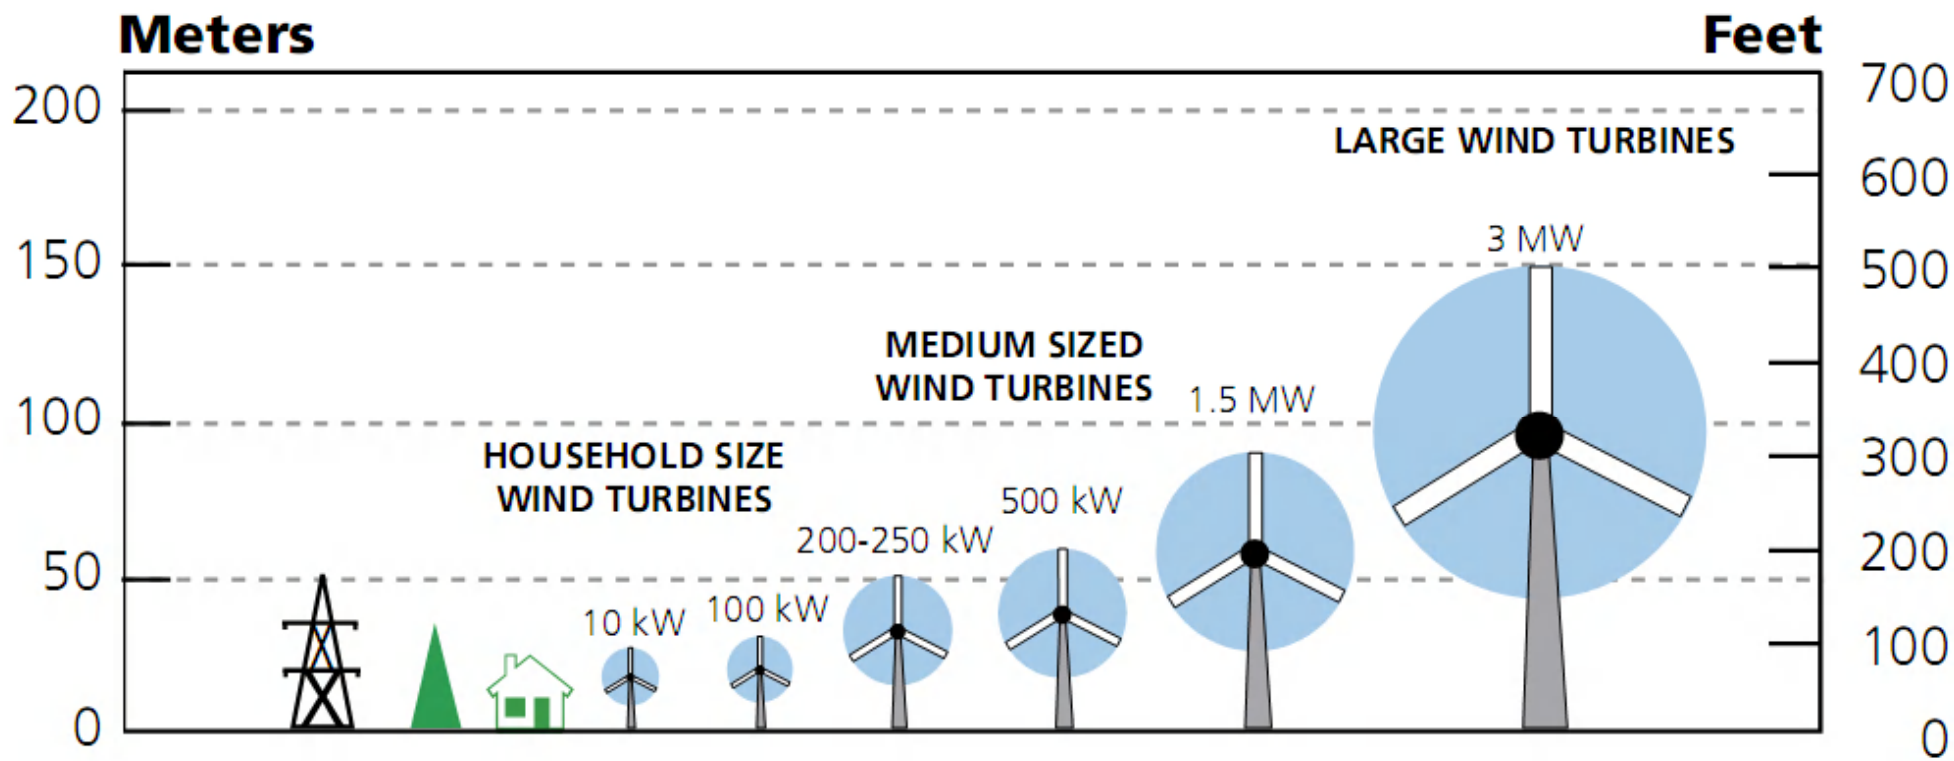 Meters
Feet
200
150
100
50
0
700
600
500
400
300
200
100
0
HOUSEHOLD SIZE
WIND TURBINES
10 kW
100 kW
MEDIUM SIZED
WIND TURBINES
200-250 kW
500 kW
1.5 MW
LARGE WIND TURBINES
3 MW